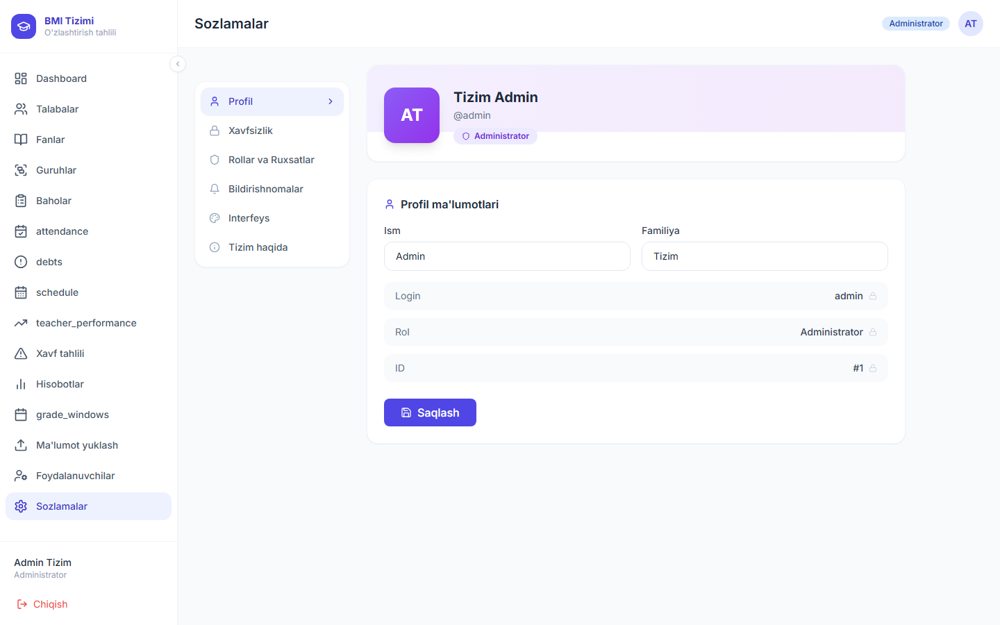 BMI Tizimi
O'zlashtirish tahlili
Dashboard
Talabalar
Fanlar
Guruhlar
Baholar
attendance
debts
schedule
teacher_performance
Xavf tahlili
Hisobotlar
grade_windows
Ma'lumot yuklash
Foydalanuvchilar
Sozlamalar
Admin Tizim
Administrator
Chiqish
Sozlamalar
Administrator
AT
Profil
Xavfsizlik
Rollar va Ruxsatlar
Bildirishnomalar
Interfeys
Tizim haqida
AT
Tizim Admin
@admin
Administrator
Profil ma'lumotlari
Ism
Familiya
Admin
Tizim
Login
admin
Rol
Administrator
ID
#1
Saqlash